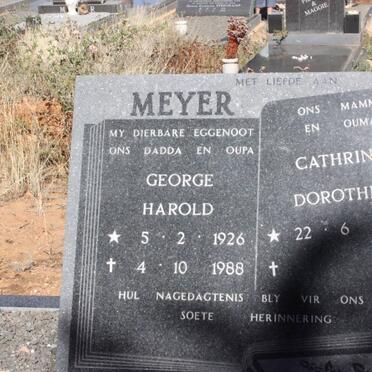 & MAGGIE
MET LIEFDE AAN
MEYER
MY DIERBARE EGGENOOT
ONS DADDA EN OUPA
GEORGE
HAROLD
★ 5 · 2 · 1926
† 4 · 10 · 1988
ONS MAMM
EN OUMA
CATHRIN
DOROTHE
★ 22 · 6
†
HUL NAGEDAGTENIS BLY VIR ONS
SOETE HERINNERING